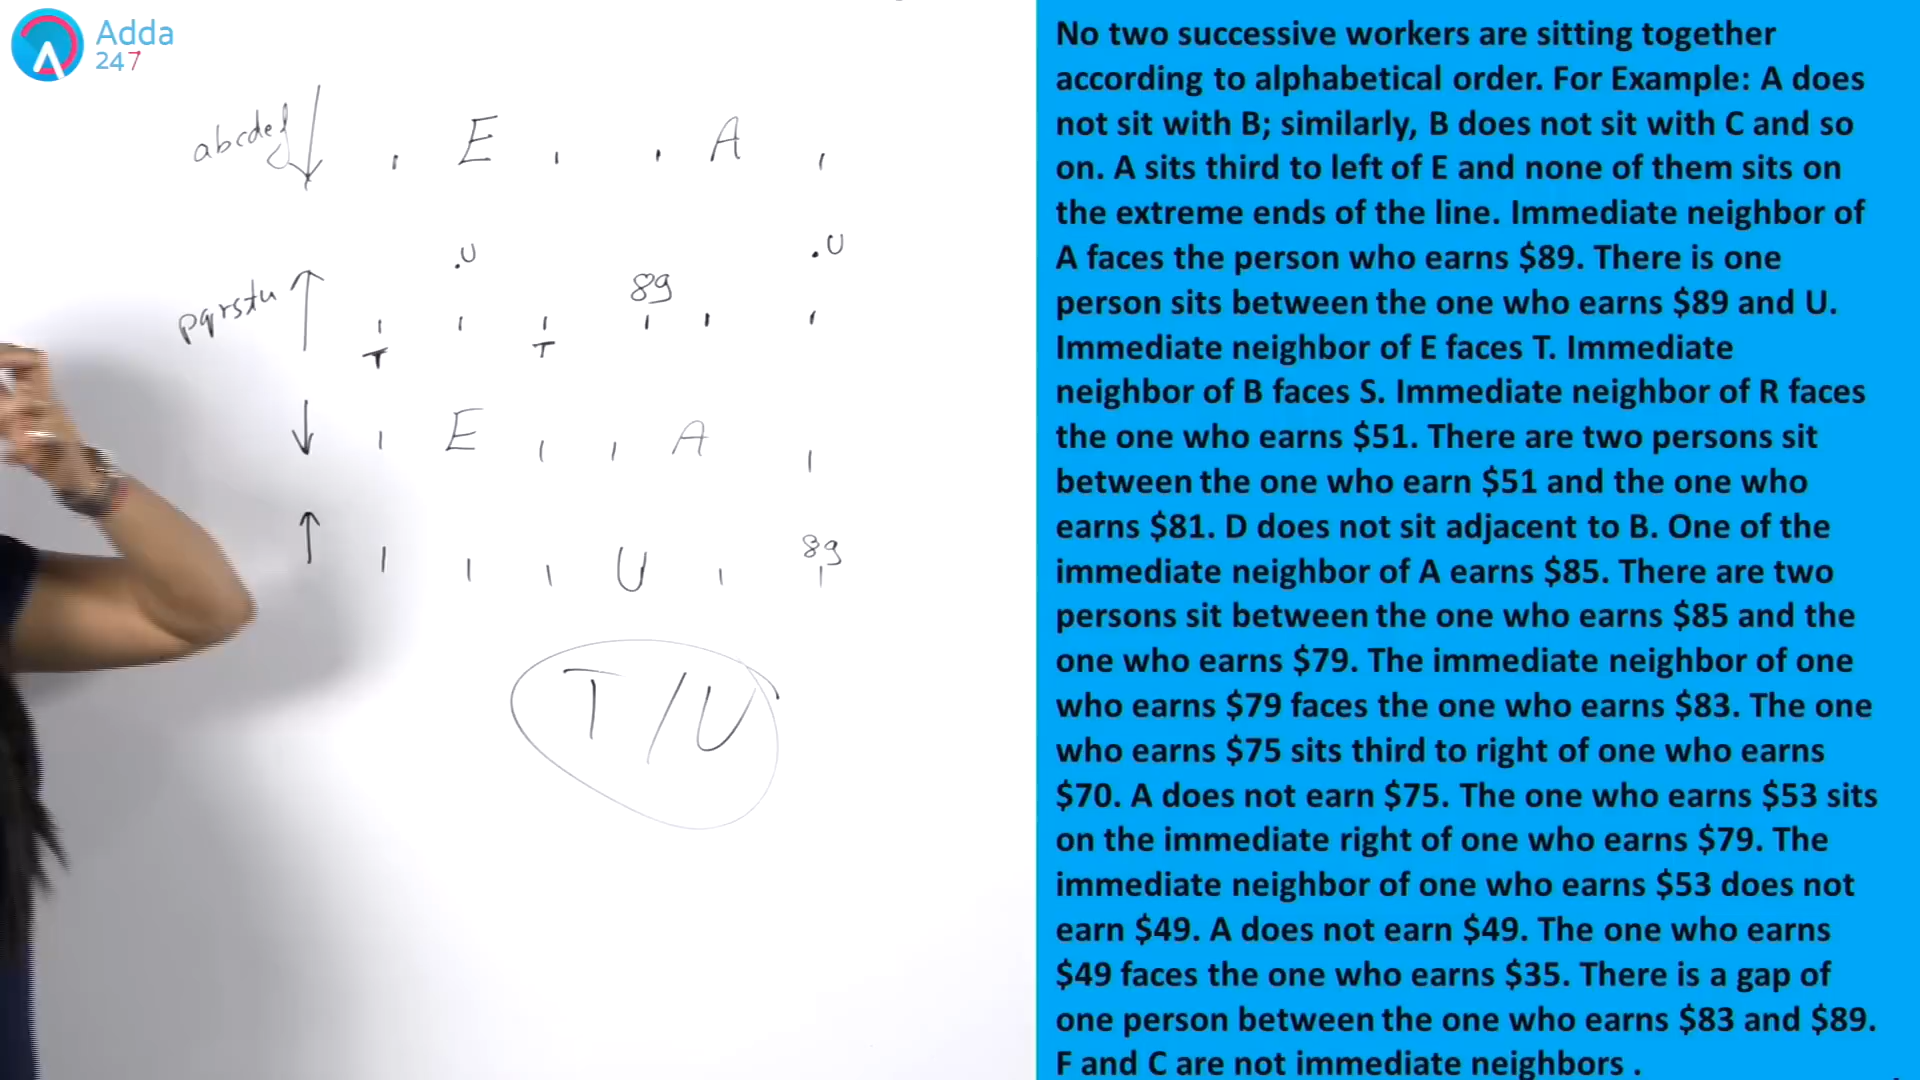 Adda
247
abcdef
E
A
U
U
pqrstu
89
T
T
E
A
U
89
T/U
No two successive workers are sitting together
according to alphabetical order. For Example: A does
not sit with B; similarly, B does not sit with C and so
on. A sits third to left of E and none of them sits on
the extreme ends of the line. Immediate neighbor of
A faces the person who earns $89. There is one
person sits between the one who earns $89 and U.
Immediate neighbor of E faces T. Immediate
neighbor of B faces S. Immediate neighbor of R faces
the one who earns $51. There are two persons sit
between the one who earn $51 and the one who
earns $81. D does not sit adjacent to B. One of the
immediate neighbor of A earns $85. There are two
persons sit between the one who earns $85 and the
one who earns $79. The immediate neighbor of one
who earns $79 faces the one who earns $83. The one
who earns $75 sits third to right of one who earns
$70. A does not earn $75. The one who earns $53 sits
on the immediate right of one who earns $79. The
immediate neighbor of one who earns $53 does not
earn $49. A does not earn $49. The one who earns
$49 faces the one who earns $35. There is a gap of
one person between the one who earns $83 and $89.
F and C are not immediate neighbors .